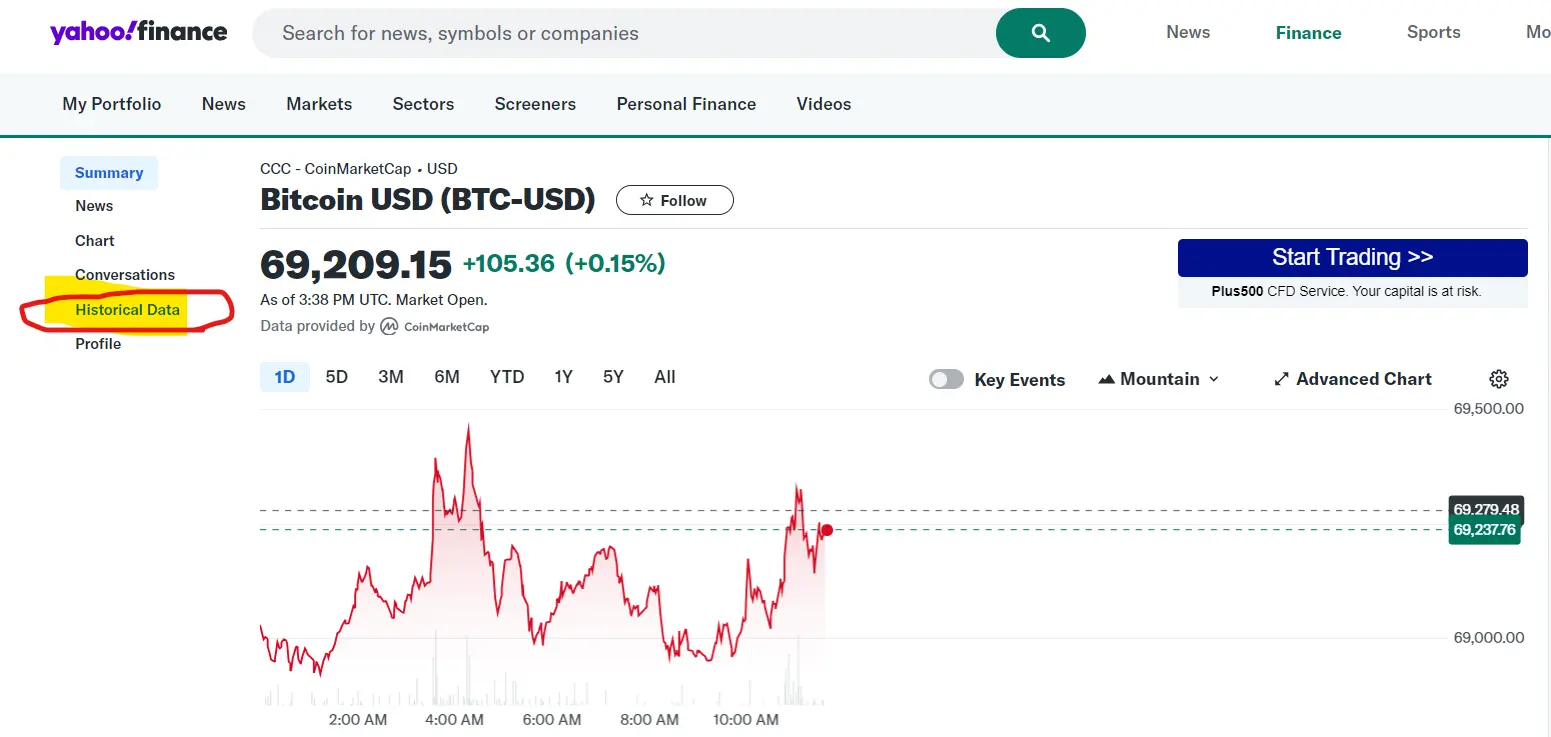 yahoo!finance
Search for news, symbols or companies
News Finance Sports Mo
My Portfolio News Markets Sectors Screeners Personal Finance Videos
Summary
News
Chart
Conversations
Historical Data
Profile
CCC - CoinMarketCap • USD
Bitcoin USD (BTC-USD)
Follow
69,209.15 +105.36 (+0.15%)
As of 3:38 PM UTC. Market Open.
Data provided by CoinMarketCap
Start Trading >>
Plus500 CFD Service. Your capital is at risk.
1D 5D 3M 6M YTD 1Y 5Y All
Key Events Mountain Advanced Chart
69,500.00
69,279.48
69,237.76
69,000.00
2:00 AM 4:00 AM 6:00 AM 8:00 AM 10:00 AM